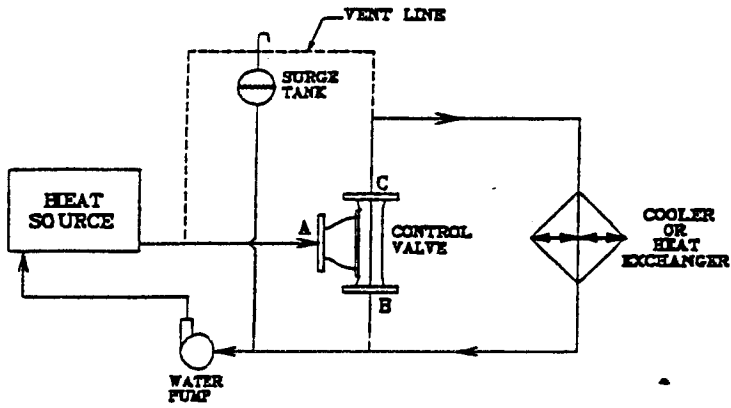 VENT LINE
SURGE
TANK
HEAT
SOURCE
A
C
CONTROL
VALVE
B
COOLER
OR
HEAT
EXCHANGER
WATER
PUMP